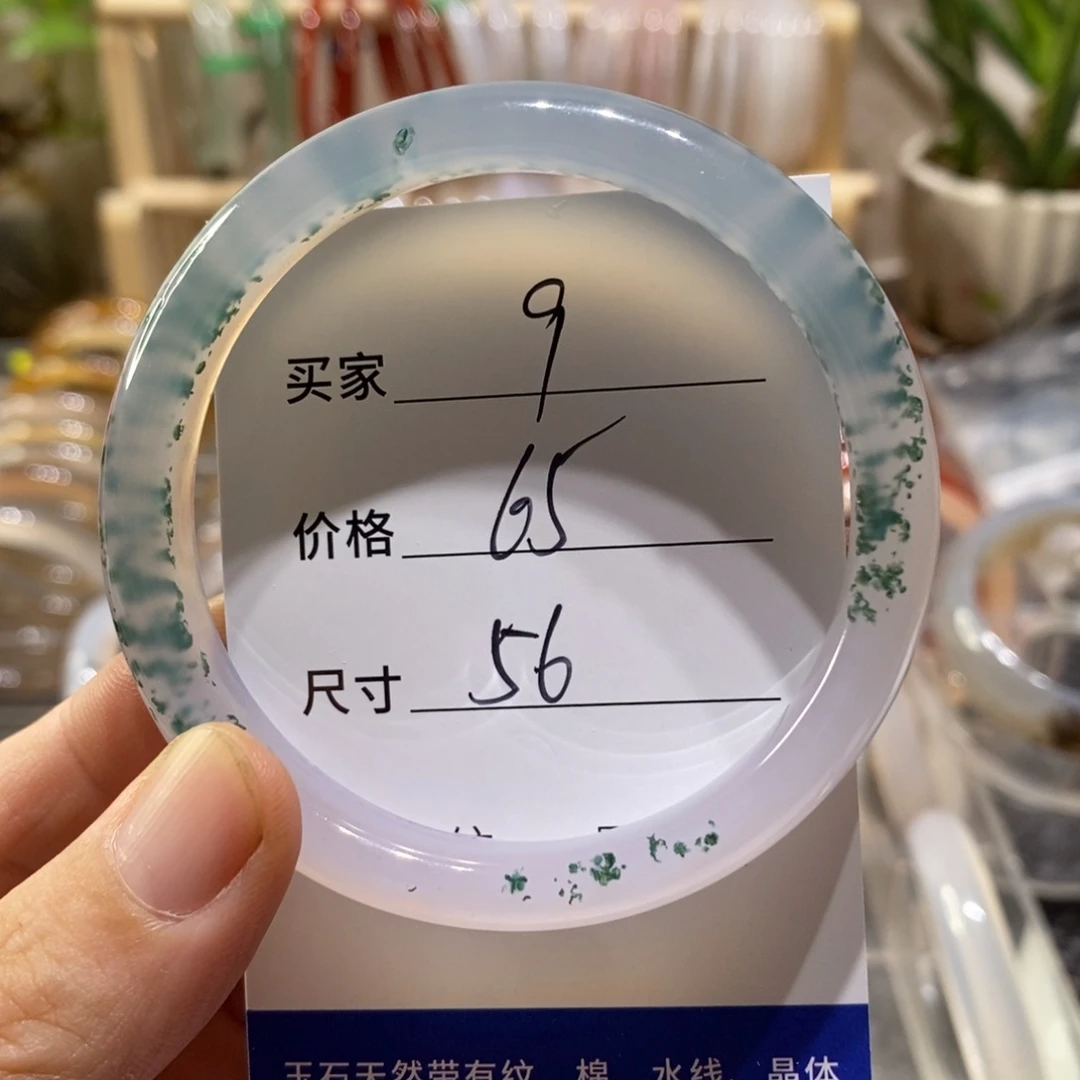 买家 9
价格 65
尺寸 56
玉石天然带有纹、棉、水线、晶体